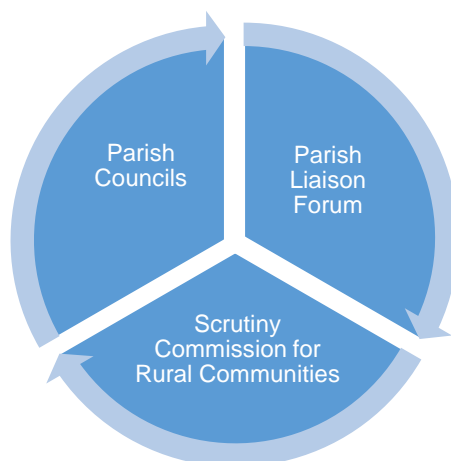 Parish
Councils
Parish
Liaison
Forum
Scrutiny
Commission for
Rural Communities